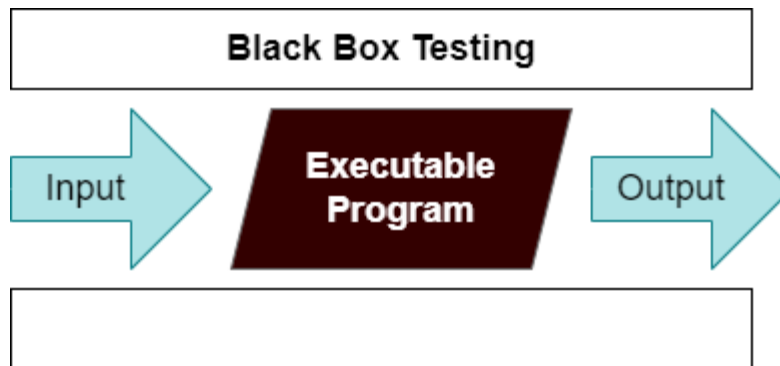 Black Box Testing
Input
Executable
Program
Output